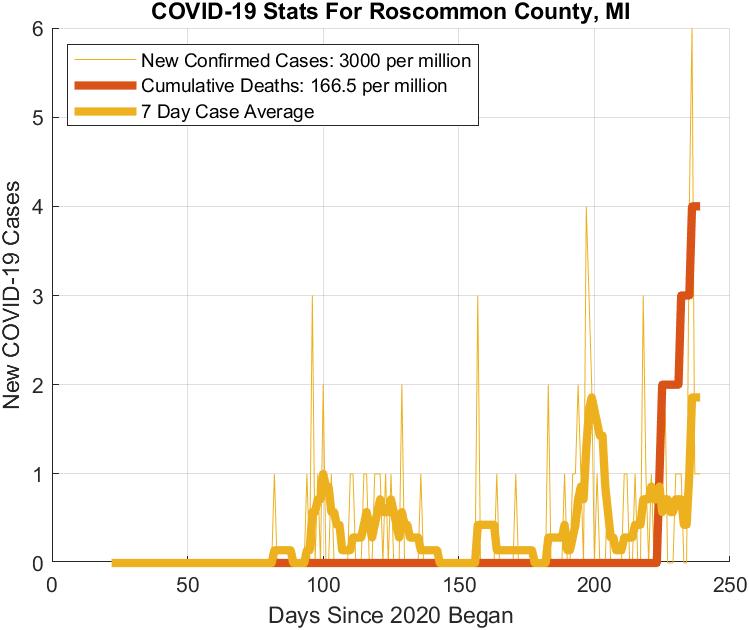 COVID-19 Stats For Roscommon County, MI
New Confirmed Cases: 3000 per million
Cumulative Deaths: 166.5 per million
7 Day Case Average
New COVID-19 Cases
6
5
4
3
2
1
0
0 50 100 150 200 250
Days Since 2020 Began